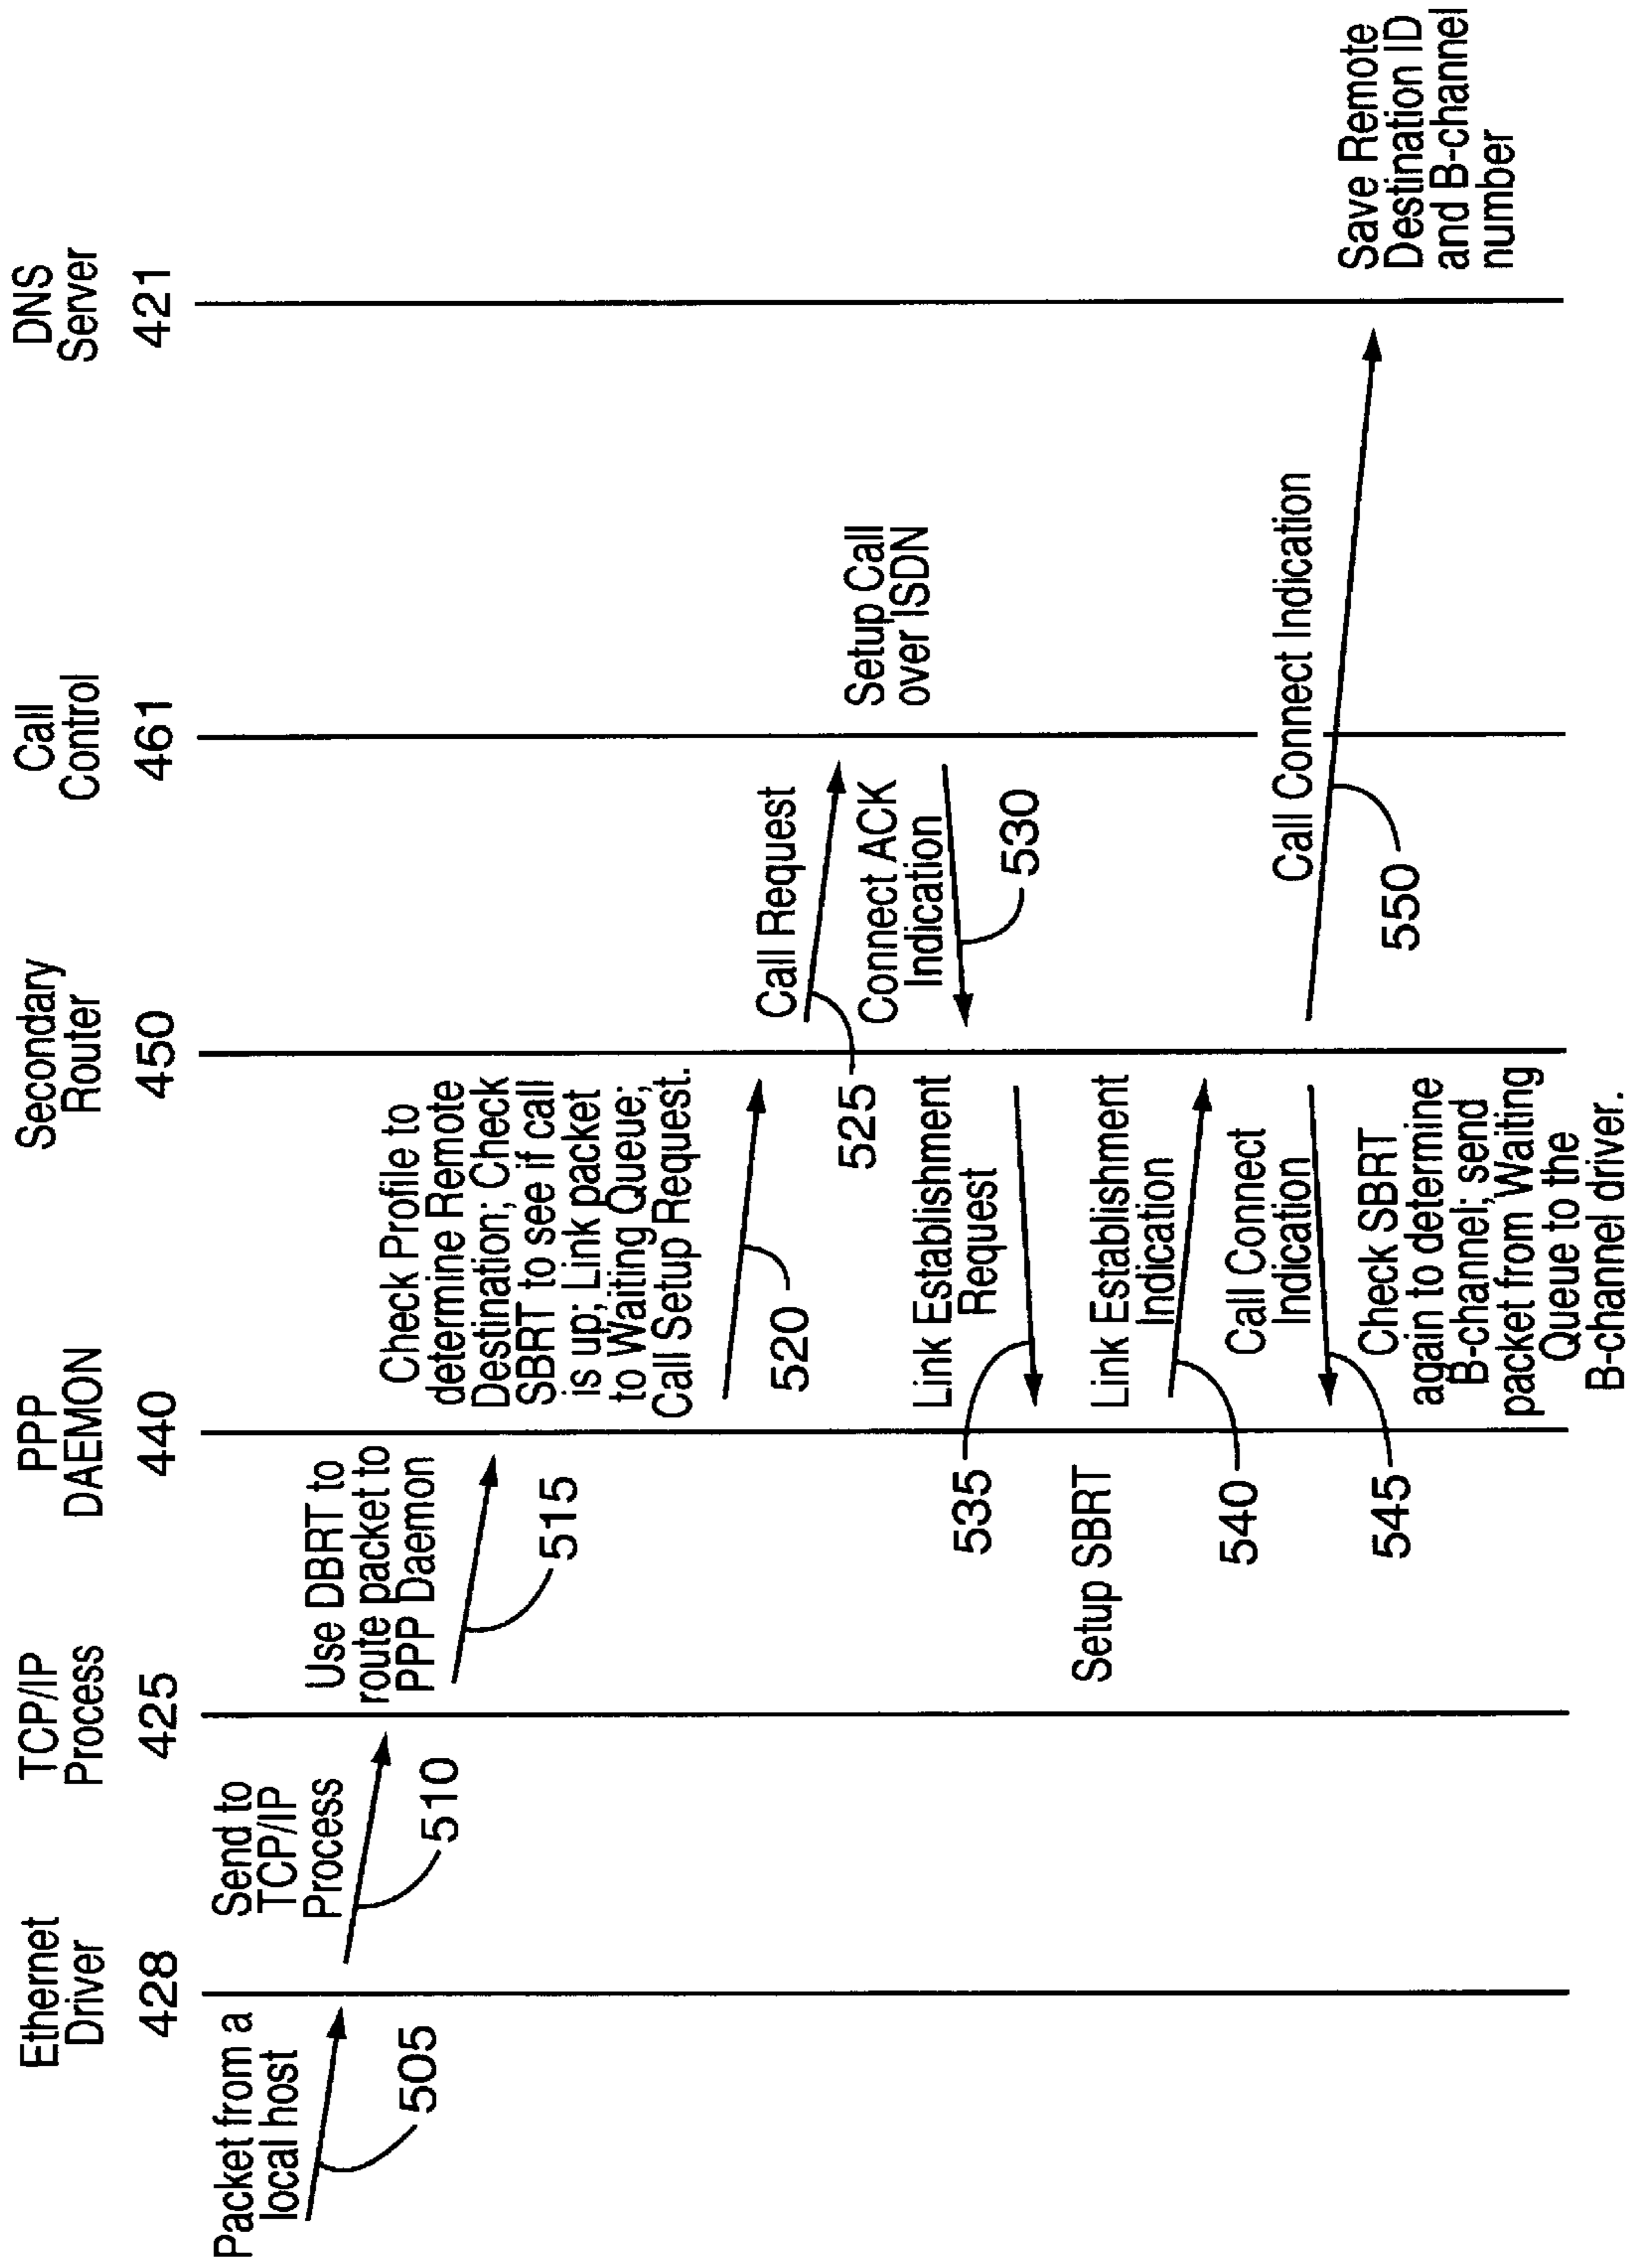 Ethernet
Driver
428
TCP/IP
Process
425
PPP
DAEMON
440
Secondary
Router
450
Call
Control
461
DNS
Server
421
Packet from a
local host
505
Send to
TCP/IP
Process
510
Use DBRT to
route packet to
PPP Daemon
515
Check Profile to
determine Remote
Destination; Check
SBRT to see if call
is up; Link packet
to Waiting Queue;
Call Setup Request.
520
Call Request
525
Setup Call
over ISDN
Connect ACK
Indication
530
Link Establishment
Request
535
Setup SBRT
Link Establishment
Indication
540
Call Connect
Indication
545
Check SBRT
again to determine
B-channel; send
packet from Waiting
Queue to the
B-channel driver.
Call Connect Indication
550
Save Remote
Destination ID
and B-channel
number